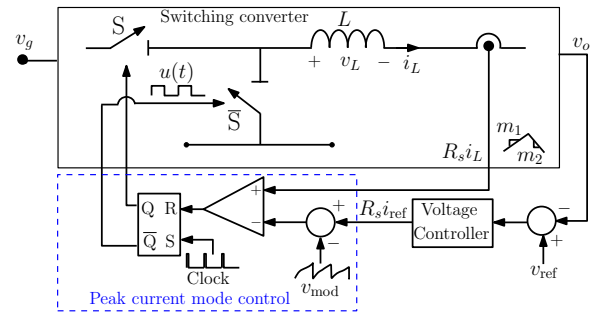 Switching converter
S
L
v_g
v_o
+ v_L −
i_L
u(t)
S̅
m_1
m_2
R_s i_L
Q R
+
−
+
R_s i_ref
Voltage
Controller
−
+
Q̅ S
−
Clock
v_mod
v_ref
Peak current mode control